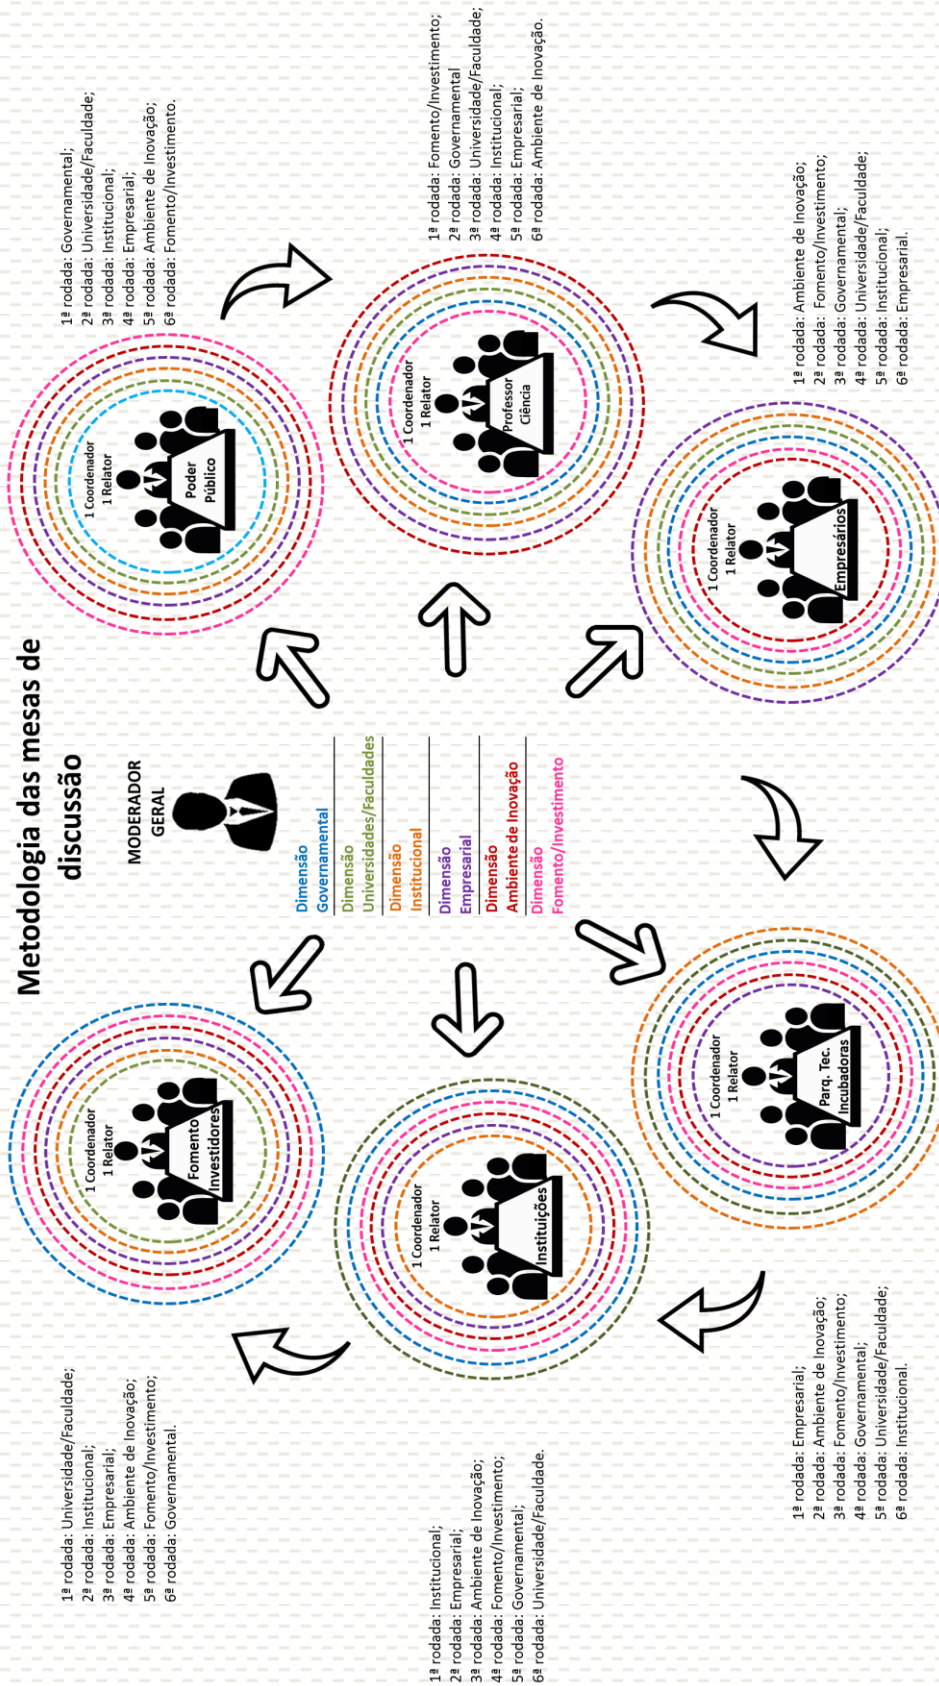 Metodologia das mesas de
discussão
MODERADOR
GERAL
Dimensão
Governamental
Dimensão
Universidades/Faculdades
Dimensão
Institucional
Dimensão
Empresarial
Dimensão
Ambiente de Inovação
Dimensão
Fomento/Investimento
1 Coordenador
1 Relator
Poder
Público
1ª rodada: Governamental;
2ª rodada: Universidade/Faculdade;
3ª rodada: Institucional;
4ª rodada: Empresarial;
5ª rodada: Ambiente de Inovação;
6ª rodada: Fomento/Investimento.
1 Coordenador
1 Relator
Professor
Ciência
1ª rodada: Fomento/Investimento;
2ª rodada: Governamental
3ª rodada: Universidade/Faculdade;
4ª rodada: Institucional;
5ª rodada: Empresarial;
6ª rodada: Ambiente de Inovação.
1 Coordenador
1 Relator
Empresários
1ª rodada: Ambiente de Inovação;
2ª rodada: Fomento/Investimento;
3ª rodada: Governamental;
4ª rodada: Universidade/Faculdade;
5ª rodada: Institucional;
6ª rodada: Empresarial.
1 Coordenador
1 Relator
Parq. Tec.
Incubadoras
1ª rodada: Empresarial;
2ª rodada: Ambiente de Inovação;
3ª rodada: Fomento/Investimento;
4ª rodada: Governamental;
5ª rodada: Universidade/Faculdade;
6ª rodada: Institucional.
1 Coordenador
1 Relator
Instituições
1ª rodada: Institucional;
2ª rodada: Empresarial;
3ª rodada: Ambiente de Inovação;
4ª rodada: Fomento/Investimento;
5ª rodada: Governamental;
6ª rodada: Universidade/Faculdade.
1 Coordenador
1 Relator
Fomento
Investidores
1ª rodada: Universidade/Faculdade;
2ª rodada: Institucional;
3ª rodada: Empresarial;
4ª rodada: Ambiente de Inovação;
5ª rodada: Fomento/Investimento;
6ª rodada: Governamental.